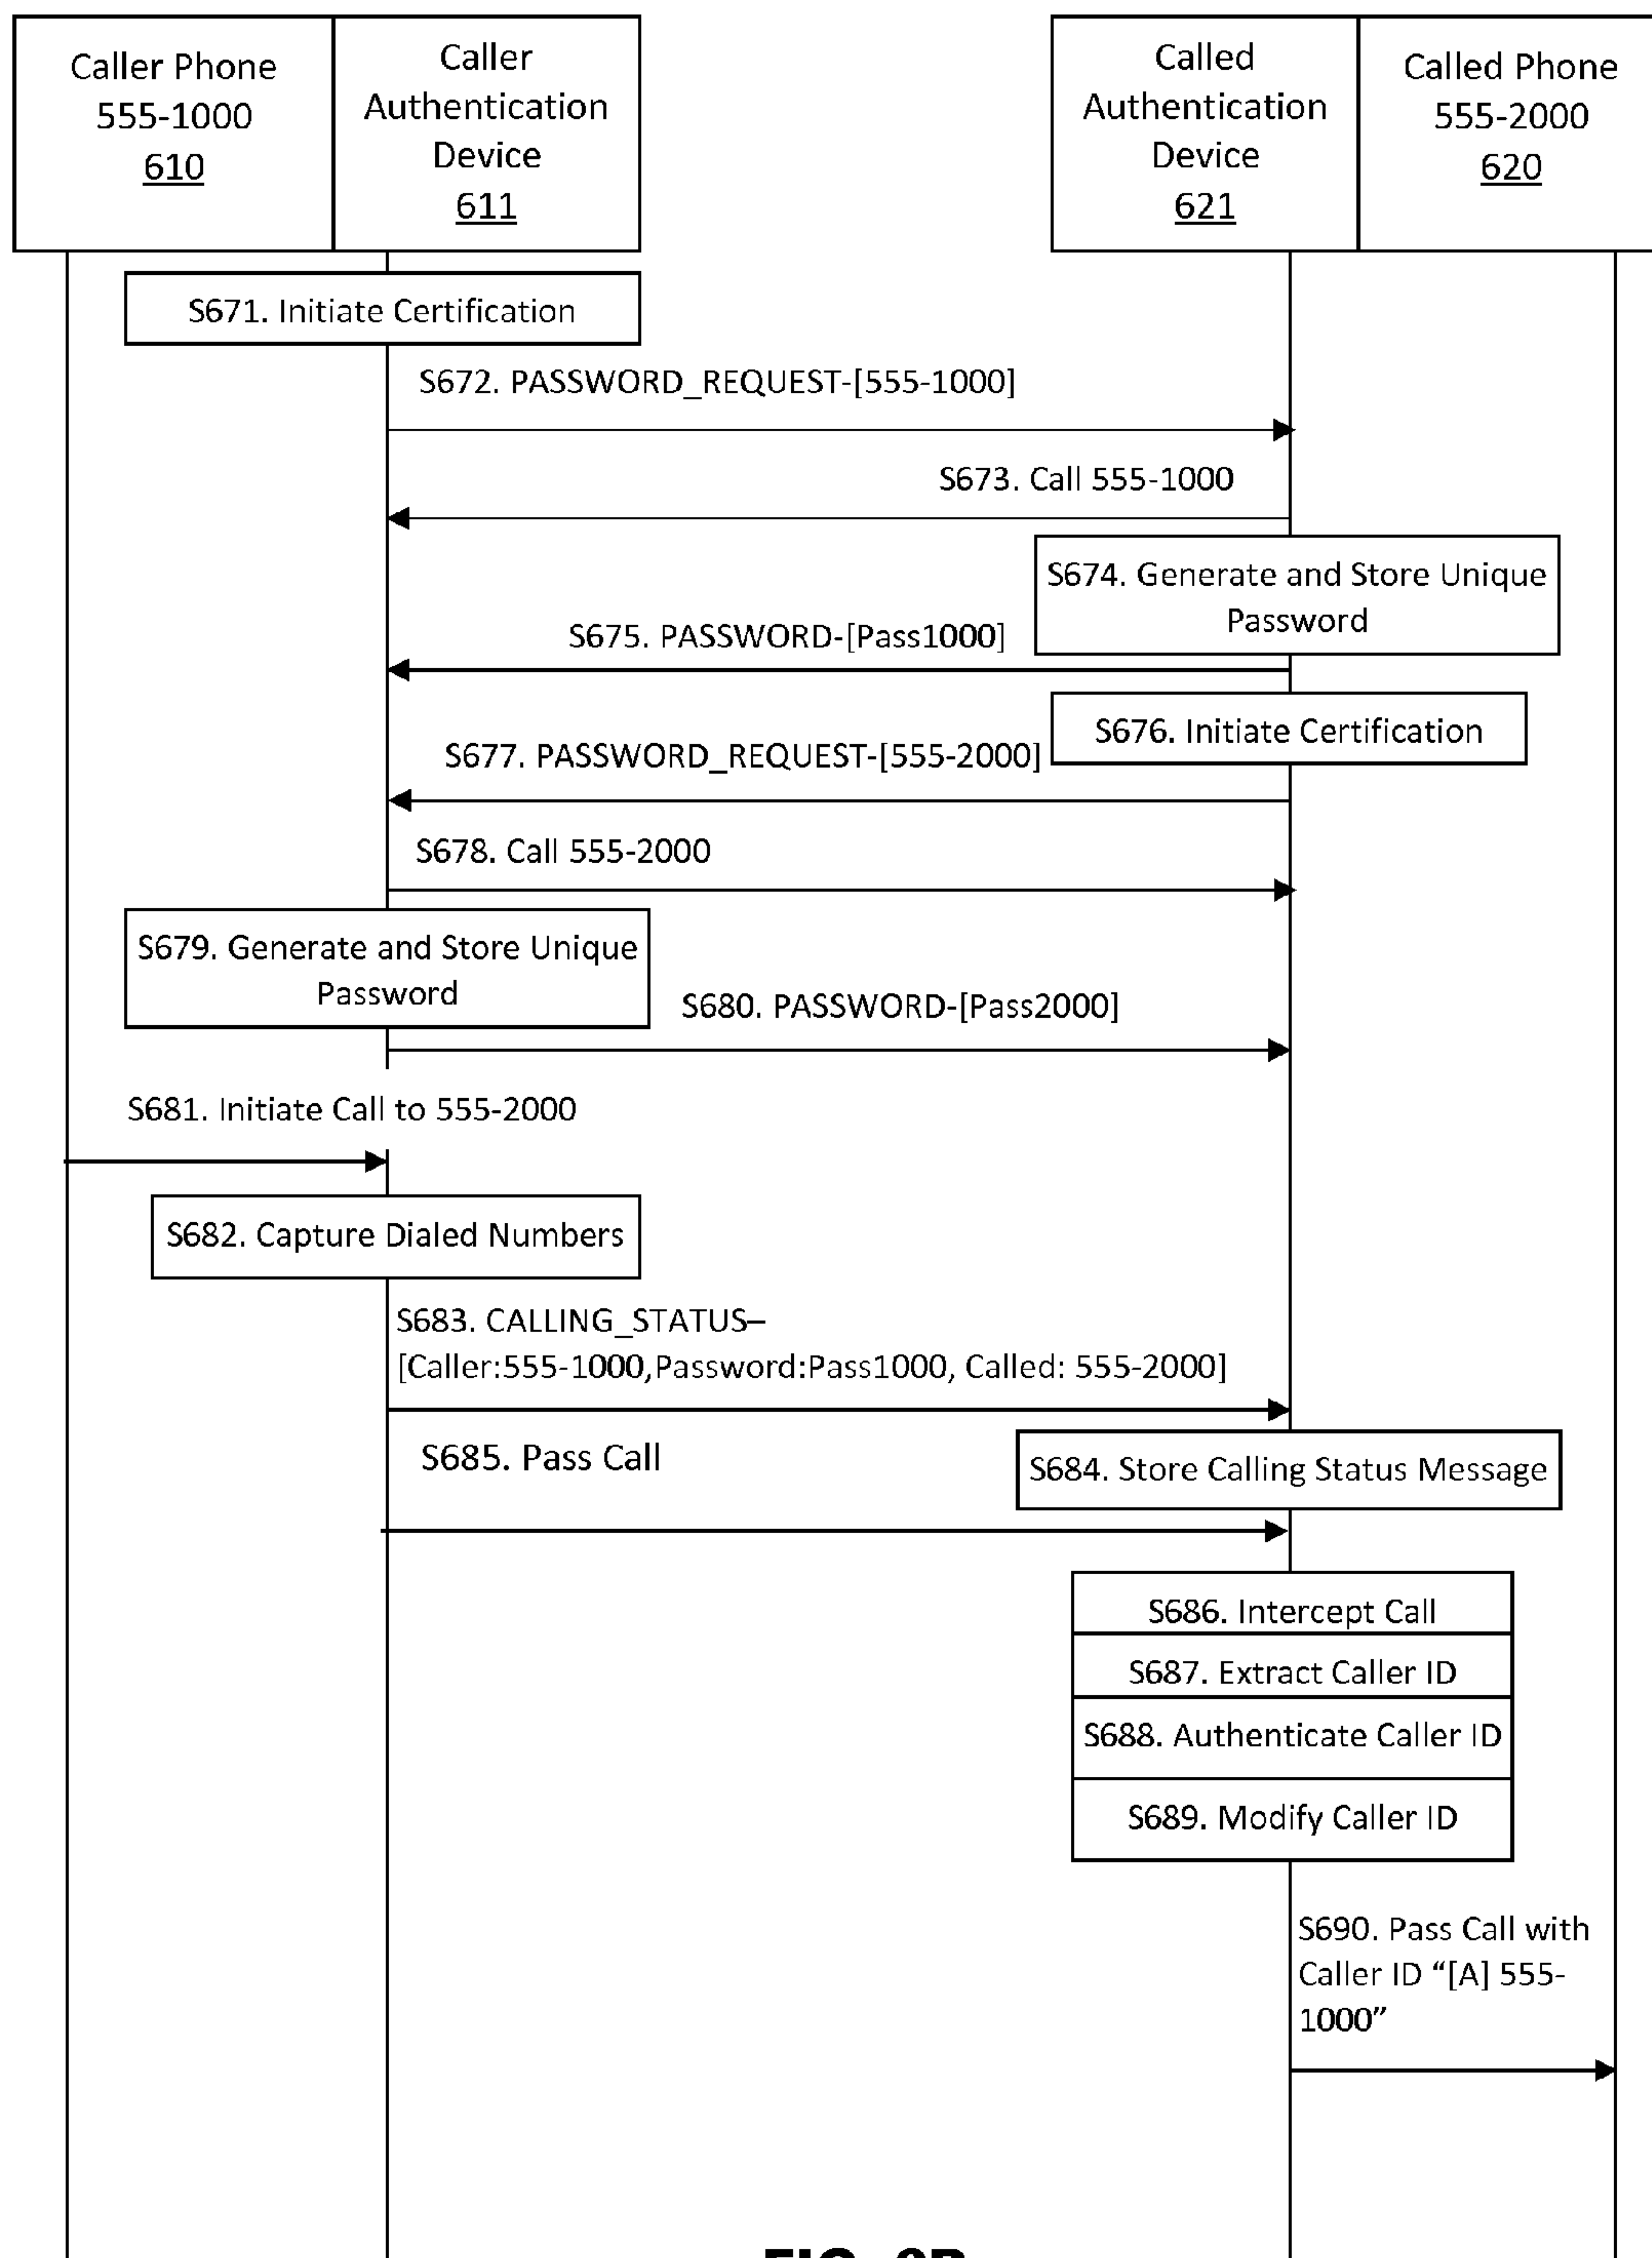 Caller Phone
555-1000
610
Caller
Authentication
Device
611
Called
Authentication
Device
621
Called Phone
555-2000
620
S671. Initiate Certification
S672. PASSWORD_REQUEST-[555-1000]
S673. Call 555-1000
S674. Generate and Store Unique
Password
S675. PASSWORD-[Pass1000]
S676. Initiate Certification
S677. PASSWORD_REQUEST-[555-2000]
S678. Call 555-2000
S679. Generate and Store Unique
Password
S680. PASSWORD-[Pass2000]
S681. Initiate Call to 555-2000
S682. Capture Dialed Numbers
S683. CALLING_STATUS–
[Caller:555-1000,Password:Pass1000, Called: 555-2000]
S685. Pass Call
S684. Store Calling Status Message
S686. Intercept Call
S687. Extract Caller ID
S688. Authenticate Caller ID
S689. Modify Caller ID
S690. Pass Call with
Caller ID “[A] 555-
1000”
FIG.